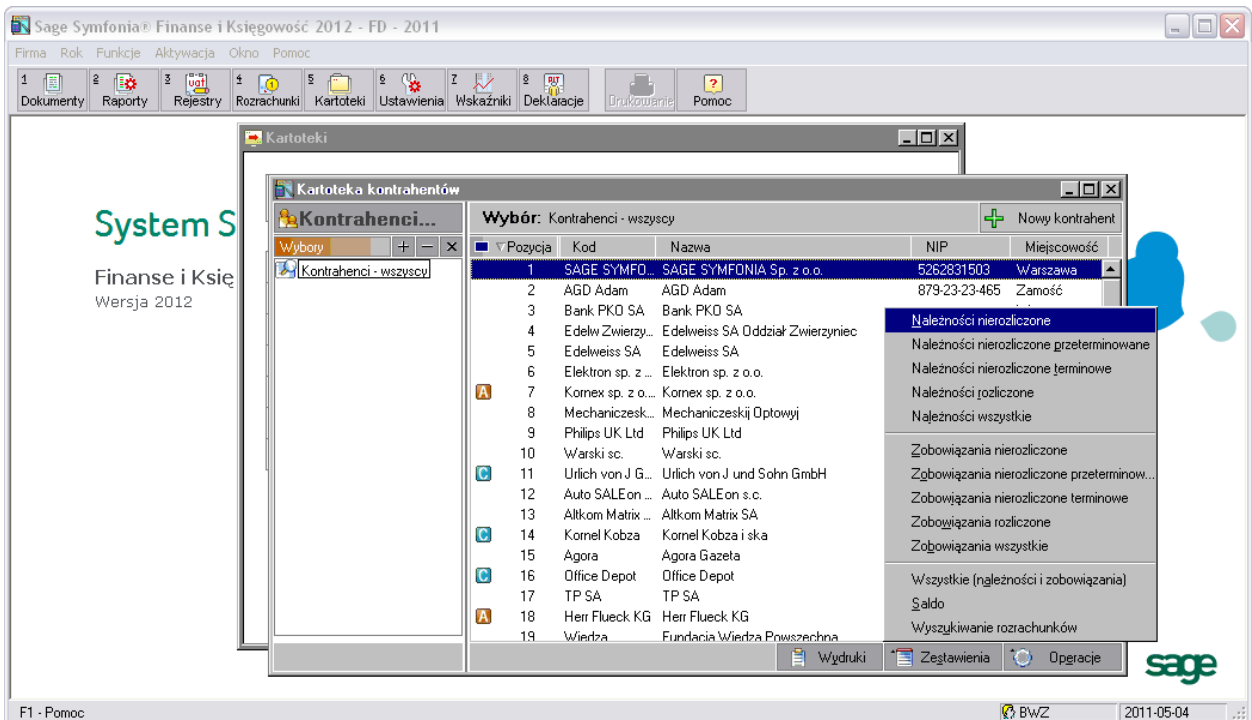 Sage Symfonia® Finanse i Księgowość 2012 - FD - 2011
Firma Rok Funkcje Aktywacja Okno Pomoc
1 2 3 4 5 6 7 8
Dokumenty Raporty Rejestry Rozrachunki Kartoteki Ustawienia Wskaźniki Deklaracje Drukowanie Pomoc
Kartoteki
Kartoteka kontrahentów
System S
Finanse i Księ
Wersja 2012
Kontrahenci...
Wybór: Kontrahenci - wszyscy
Nowy kontrahent
Wybory
Kontrahenci - wszyscy
Pozycja Kod Nazwa NIP Miejscowość
1 SAGE SYMFO... SAGE SYMFONIA Sp. z o.o. 5262831503 Warszawa
2 AGD Adam AGD Adam 879-23-23-465 Zamość
3 Bank PKO SA Bank PKO SA
4 Edelw Zwierzy... Edelweiss SA Oddział Zwierzyniec
5 Edelweiss SA Edelweiss SA
6 Elektron sp. z ... Elektron sp. z o.o.
A 7 Kornex sp. z o... Kornex sp. z o.o.
8 Mechaniczesk... Mechaniczeskij Optowyj
9 Philips UK Ltd Philips UK Ltd
10 Warski sc. Warski sc.
C 11 Urlich von J G... Urlich von J und Sohn GmbH
12 Auto SALEon ... Auto SALEon s.c.
13 Altkom Matrix ... Altkom Matrix SA
C 14 Kornel Kobza Kornel Kobza i ska
15 Agora Agora Gazeta
C 16 Office Depot Office Depot
17 TP SA TP SA
A 18 Herr Flueck KG Herr Flueck KG
19 Wiedza Fundacja Wiedza Powszechna
Należności nierozliczone
Należności nierozliczone przeterminowane
Należności nierozliczone terminowe
Należności rozliczone
Należności wszystkie
Zobowiązania nierozliczone
Zobowiązania nierozliczone przeterminow...
Zobowiązania nierozliczone terminowe
Zobowiązania rozliczone
Zobowiązania wszystkie
Wszystkie (należności i zobowiązania)
Saldo
Wyszukiwanie rozrachunków
Wydruki Zestawienia Operacje
sage
F1 - Pomoc BWZ 2011-05-04